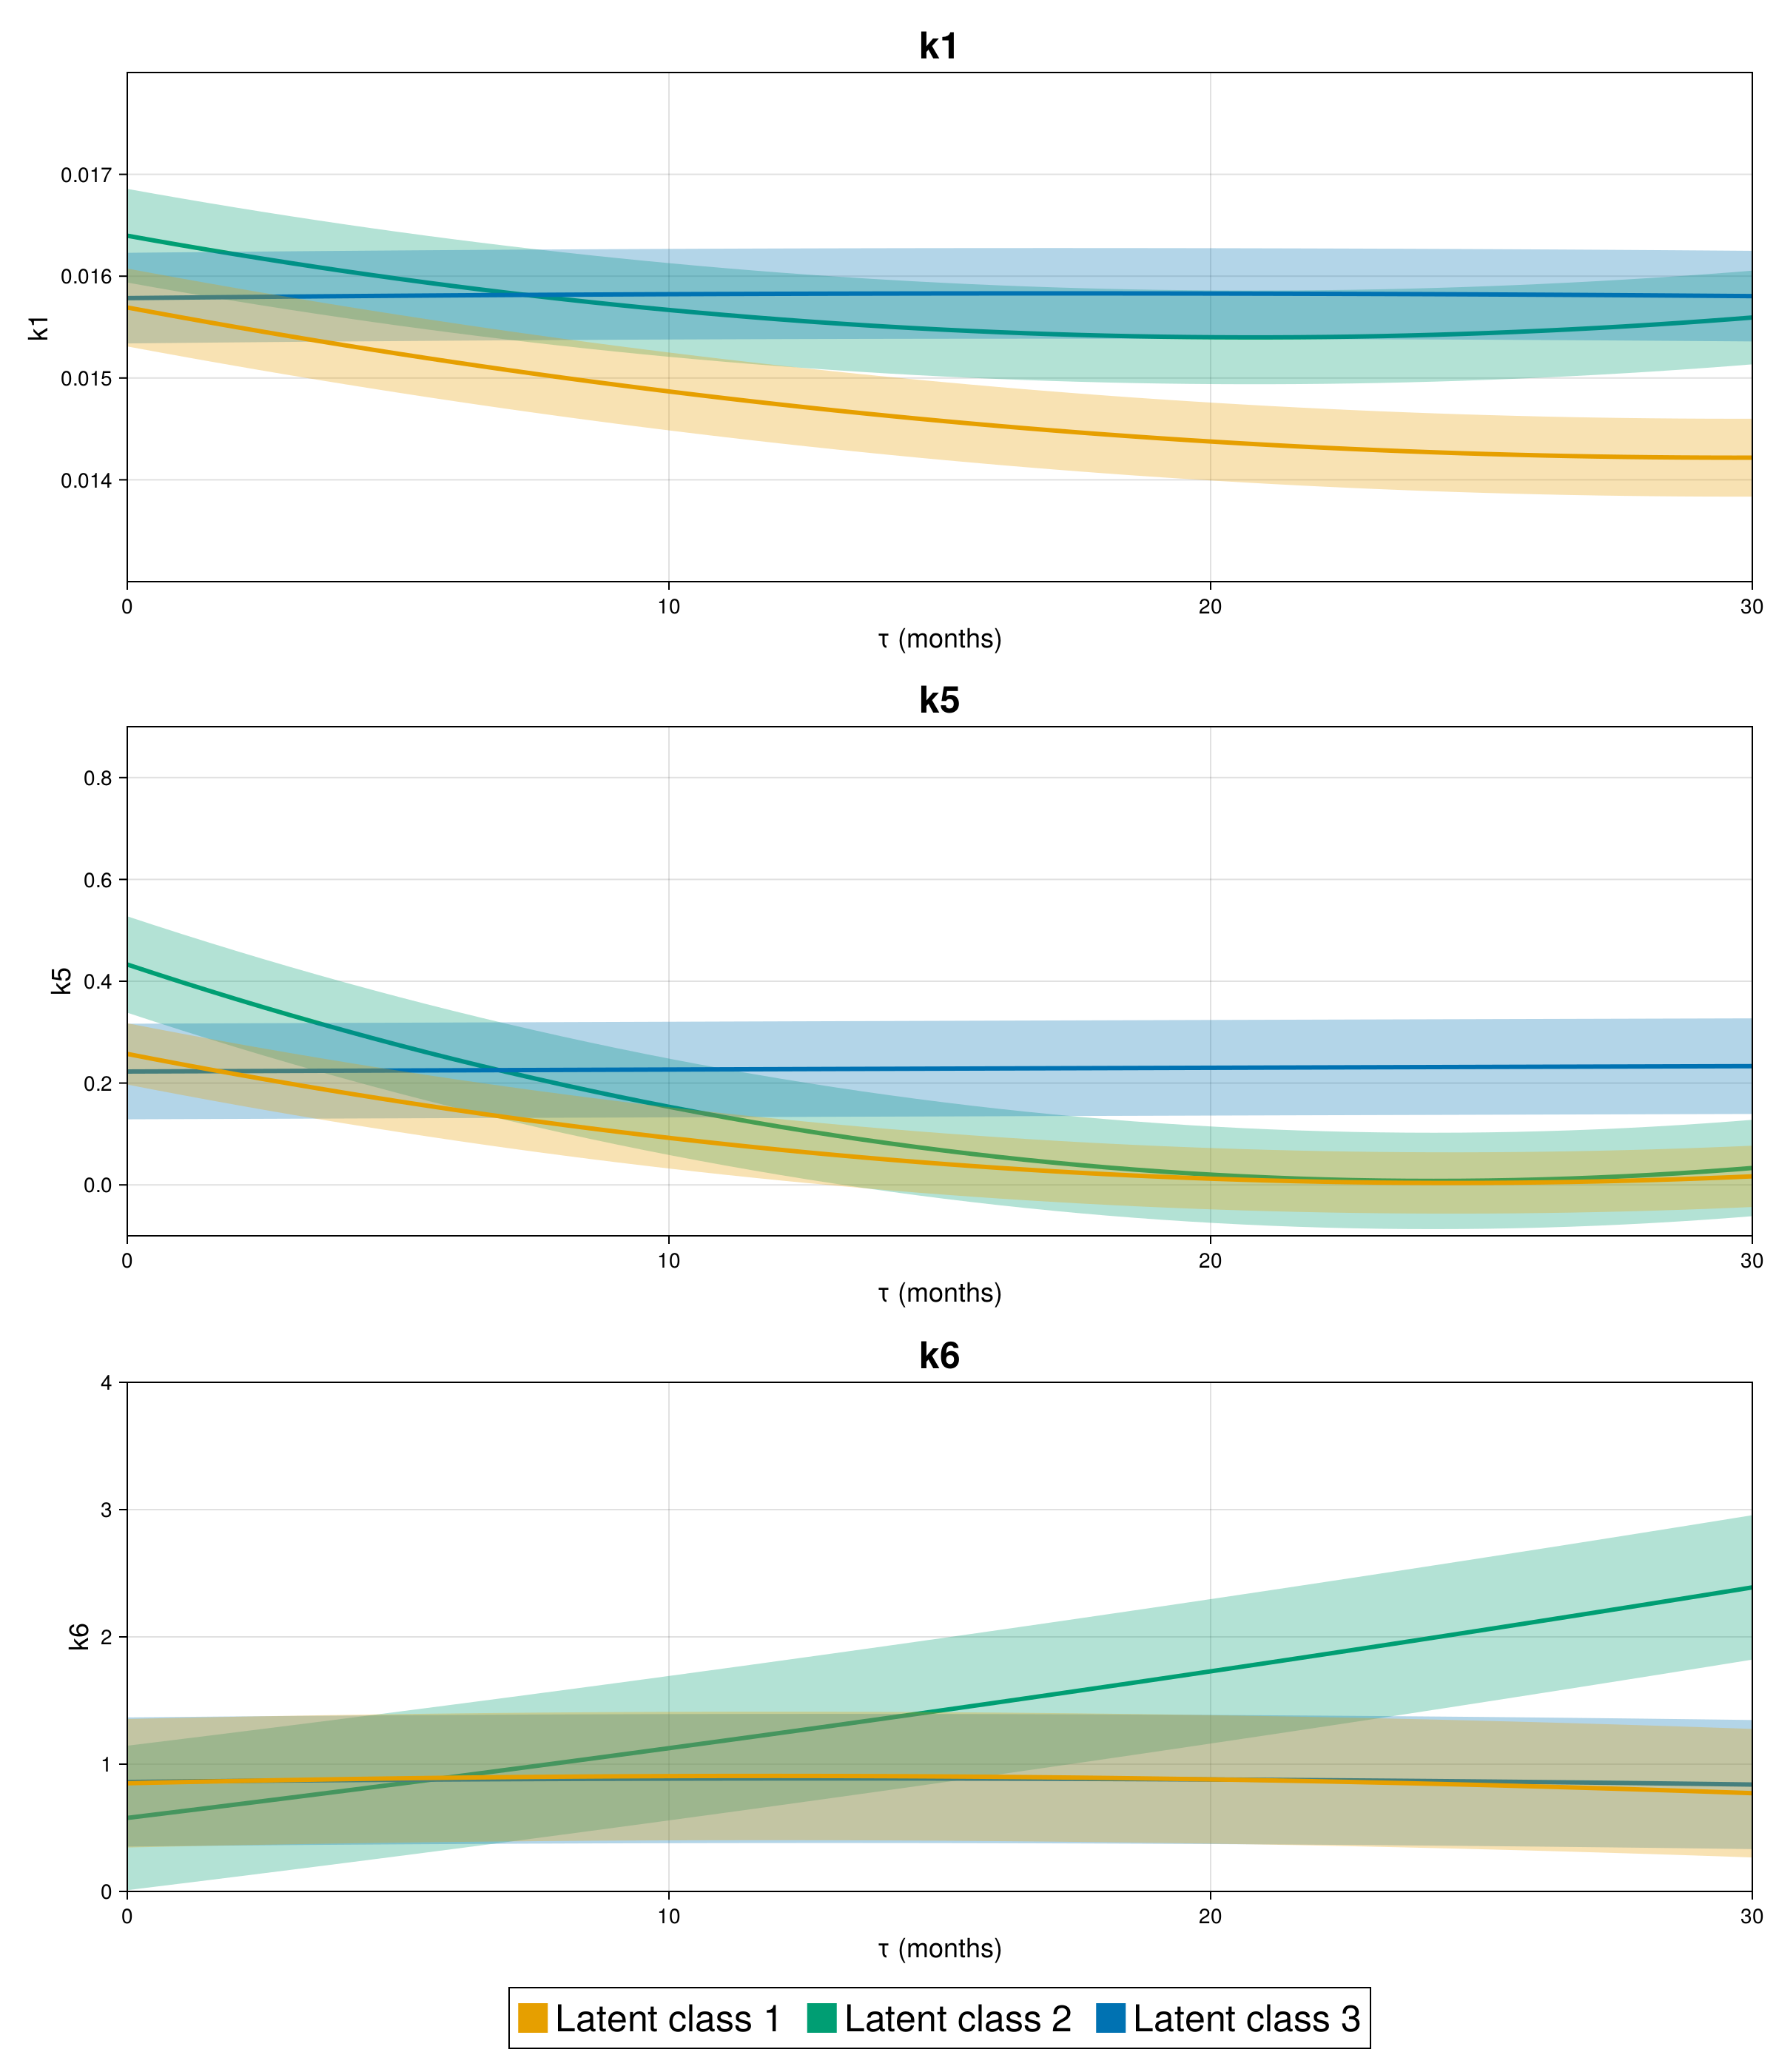 k1
0.017
0.016
0.015
0.014
k1
0 10 20 30
τ (months)
k5
0.8
0.6
0.4
0.2
0.0
k5
0 10 20 30
τ (months)
k6
4
3
2
1
0
k6
0 10 20 30
τ (months)
Latent class 1 Latent class 2 Latent class 3